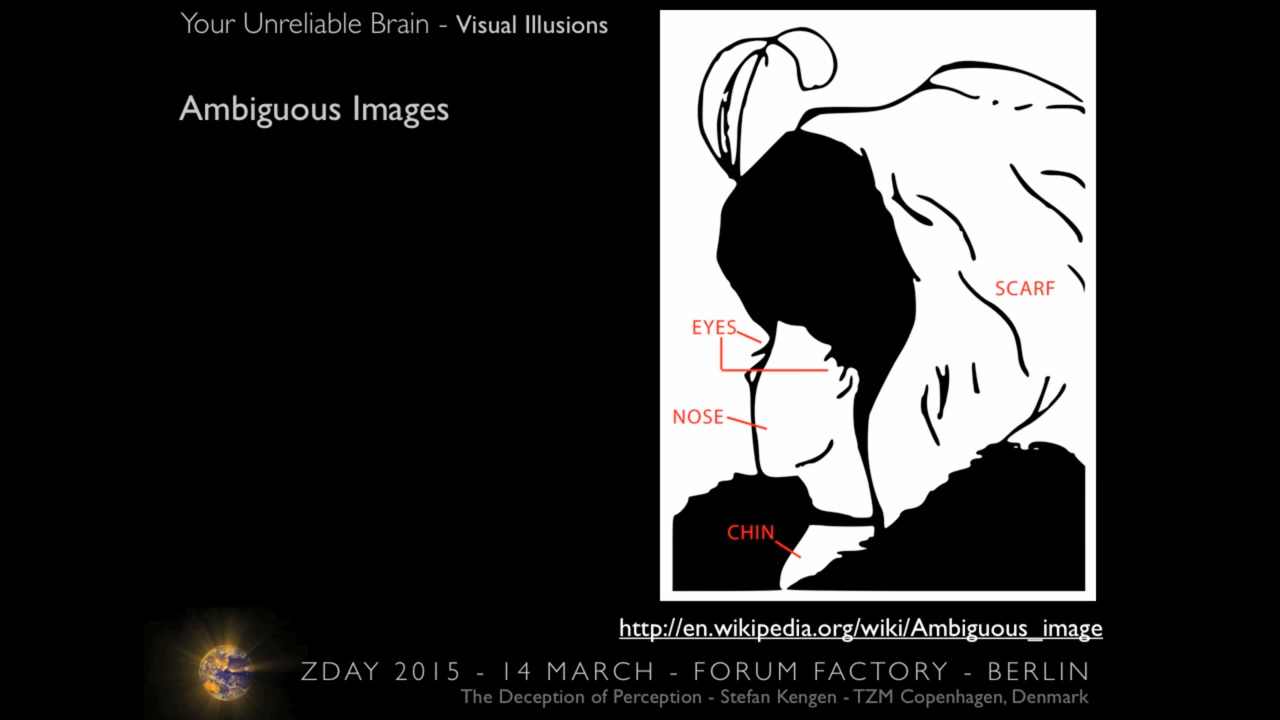 Your Unreliable Brain - Visual Illusions
Ambiguous Images
SCARF
EYES
NOSE
CHIN
http://en.wikipedia.org/wiki/Ambiguous_image
ZDAY 2015 - 14 MARCH - FORUM FACTORY - BERLIN
The Deception of Perception - Stefan Kengen - TZM Copenhagen, Denmark